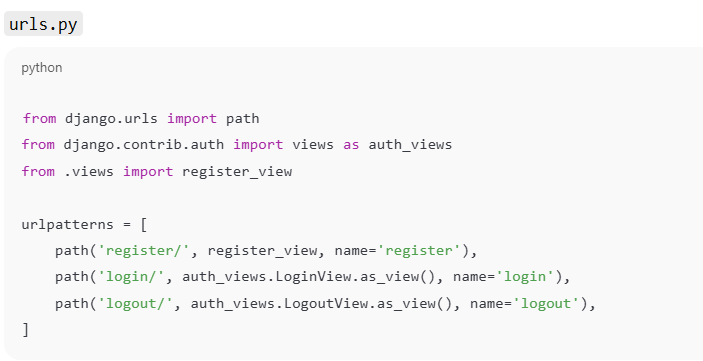 urls.py
python
from django.urls import path
from django.contrib.auth import views as auth_views
from .views import register_view
urlpatterns = [
    path('register/', register_view, name='register'),
    path('login/', auth_views.LoginView.as_view(), name='login'),
    path('logout/', auth_views.LogoutView.as_view(), name='logout'),
]